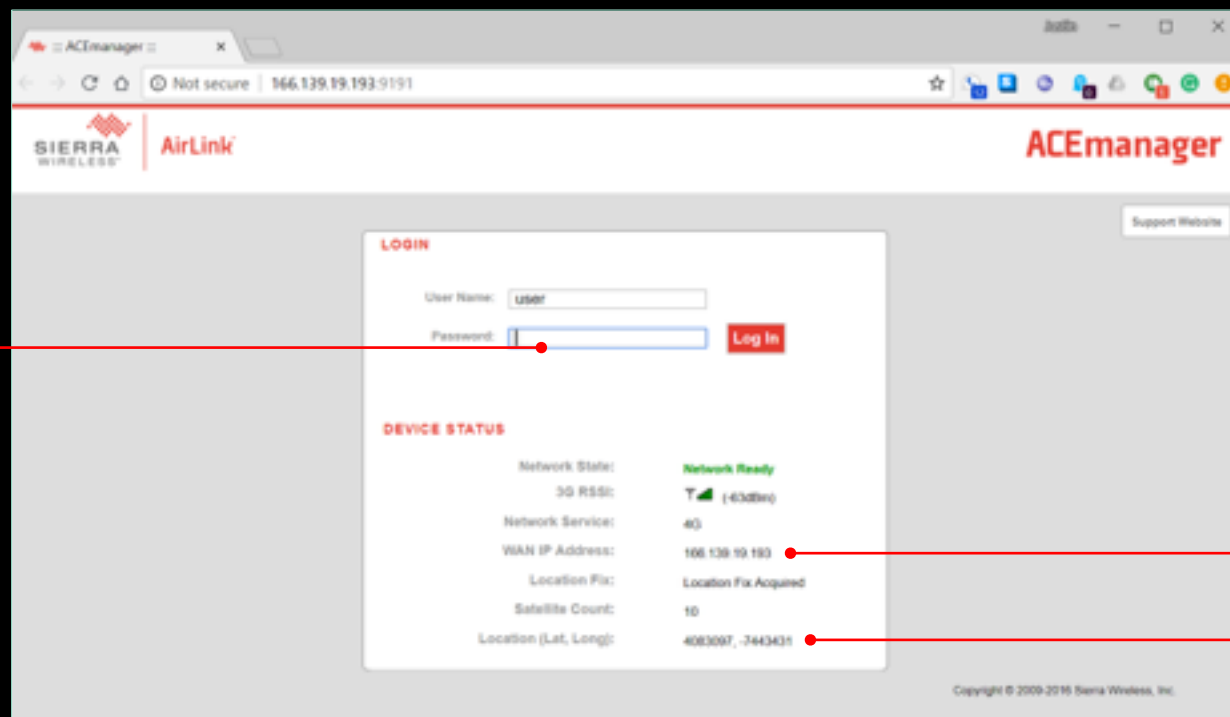 :: ACEmanager ::
Not secure | 166.139.19.193:9191
SIERRA
WIRELESS
AirLink
ACEmanager
Support Website
LOGIN
User Name: user
Password:
Log In
DEVICE STATUS
Network State: Network Ready
3G RSSI: (-63dBm)
Network Service: 4G
WAN IP Address: 166.139.19.193
Location Fix: Location Fix Acquired
Satellite Count: 10
Location (Lat, Long): 4083097, -7443431
Copyright © 2009-2016 Sierra Wireless, Inc.